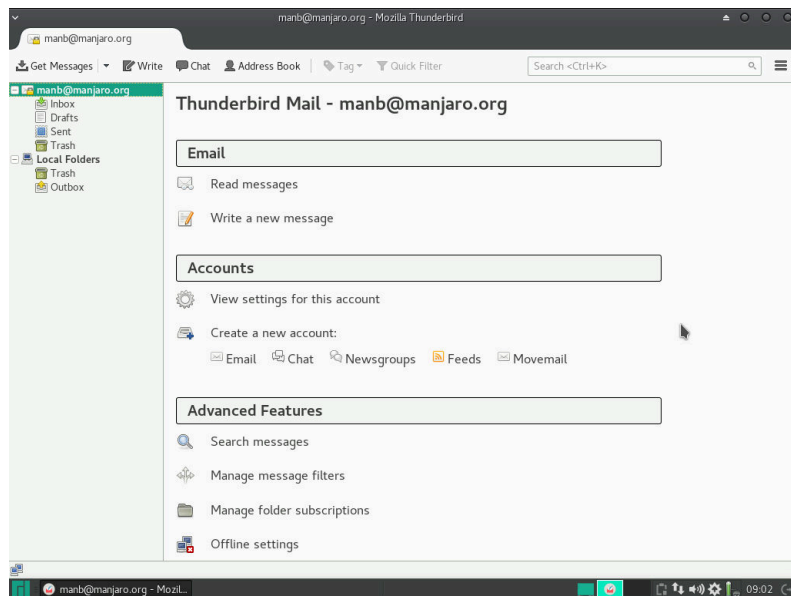 manb@manjaro.org - Mozilla Thunderbird
manb@manjaro.org
Get Messages Write Chat Address Book Tag Quick Filter Search <Ctrl+K>
manb@manjaro.org
Inbox
Drafts
Sent
Trash
Local Folders
Trash
Outbox
Thunderbird Mail - manb@manjaro.org
Email
Read messages
Write a new message
Accounts
View settings for this account
Create a new account:
Email Chat Newsgroups Feeds Movemail
Advanced Features
Search messages
Manage message filters
Manage folder subscriptions
Offline settings
manb@manjaro.org - Mozil... 09:02